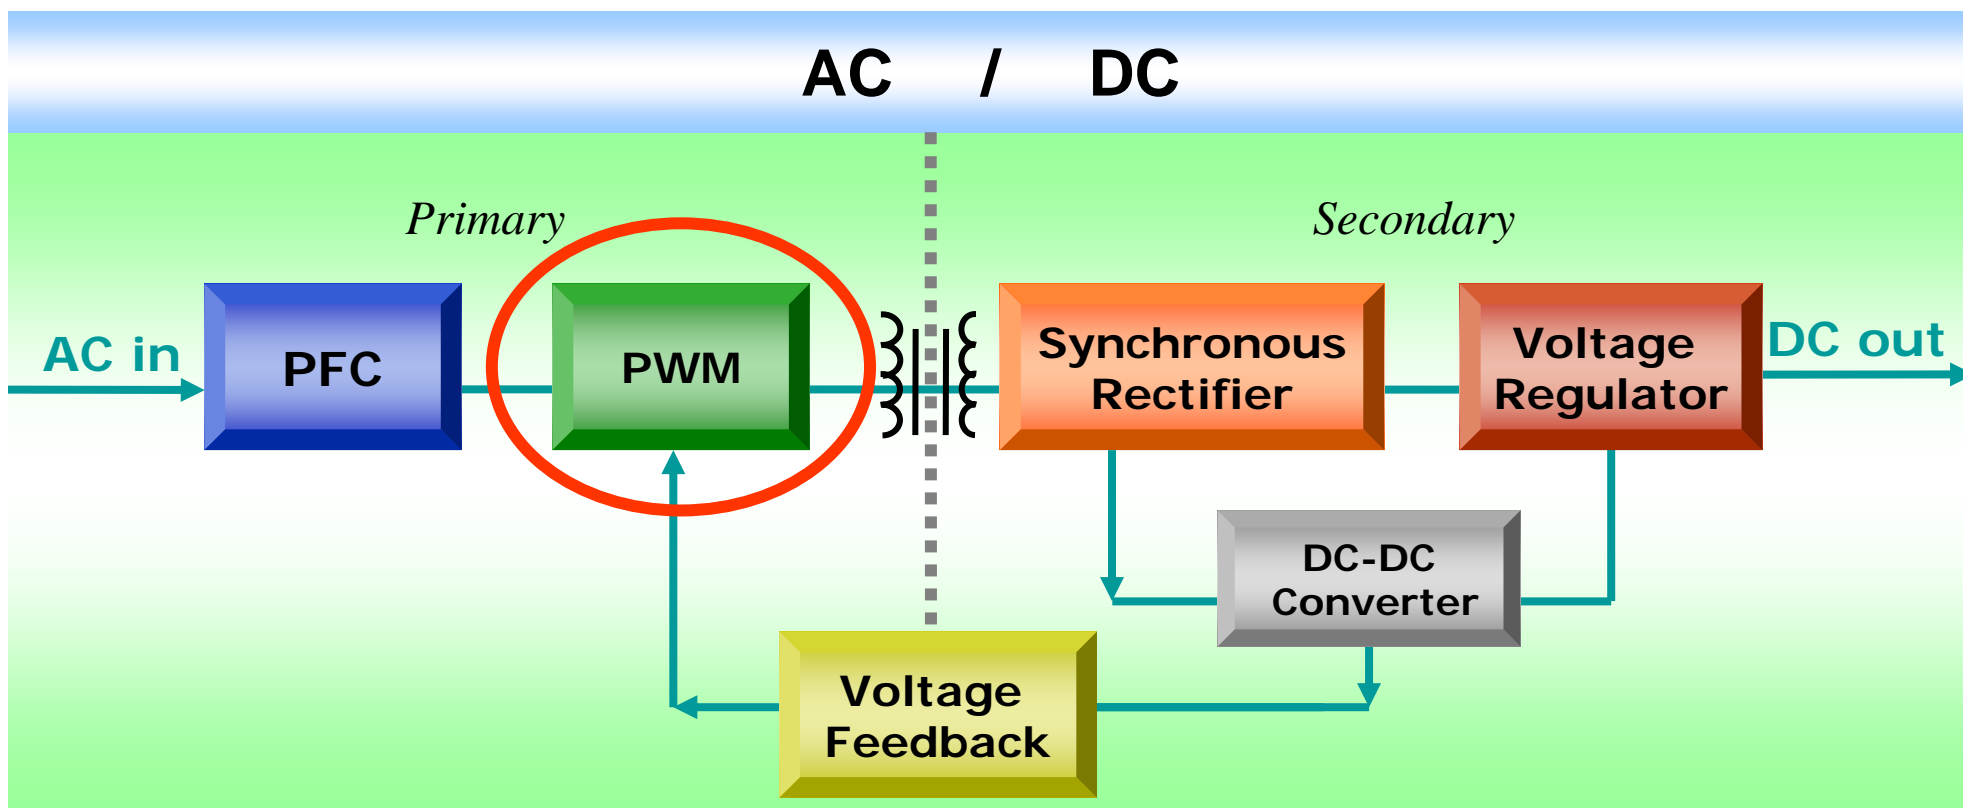 AC / DC
Primary
Secondary
AC in
PFC
PWM
Synchronous
Rectifier
Voltage
Regulator
DC out
DC-DC
Converter
Voltage
Feedback